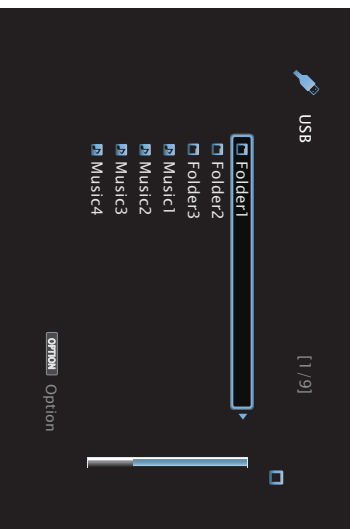 USB [1/9]
Folder1
Folder2
Folder3
Music1
Music2
Music3
Music4
OPTION Option